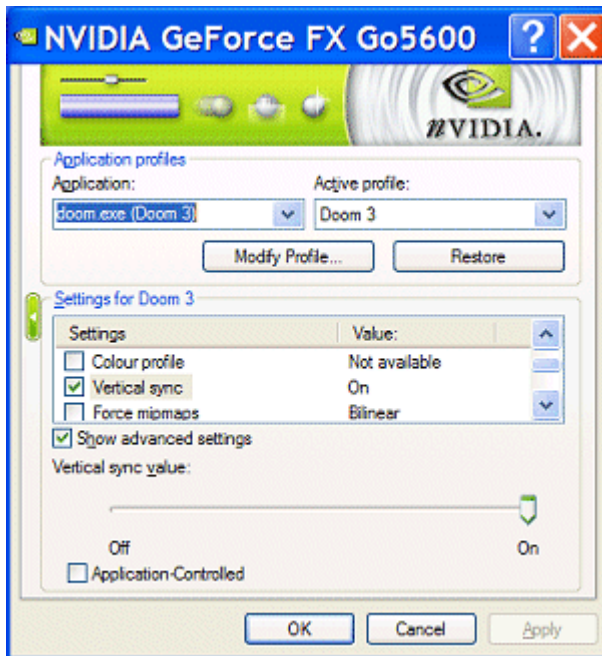 NVIDIA GeForce FX Go5600
nVIDIA.
Application profiles
Application: Active profile:
doom.exe (Doom 3) Doom 3
Modify Profile... Restore
Settings for Doom 3
Settings Value:
Colour profile Not available
Vertical sync On
Force mipmaps Bilinear
Show advanced settings
Vertical sync value:
Off On
Application-Controlled
OK Cancel Apply